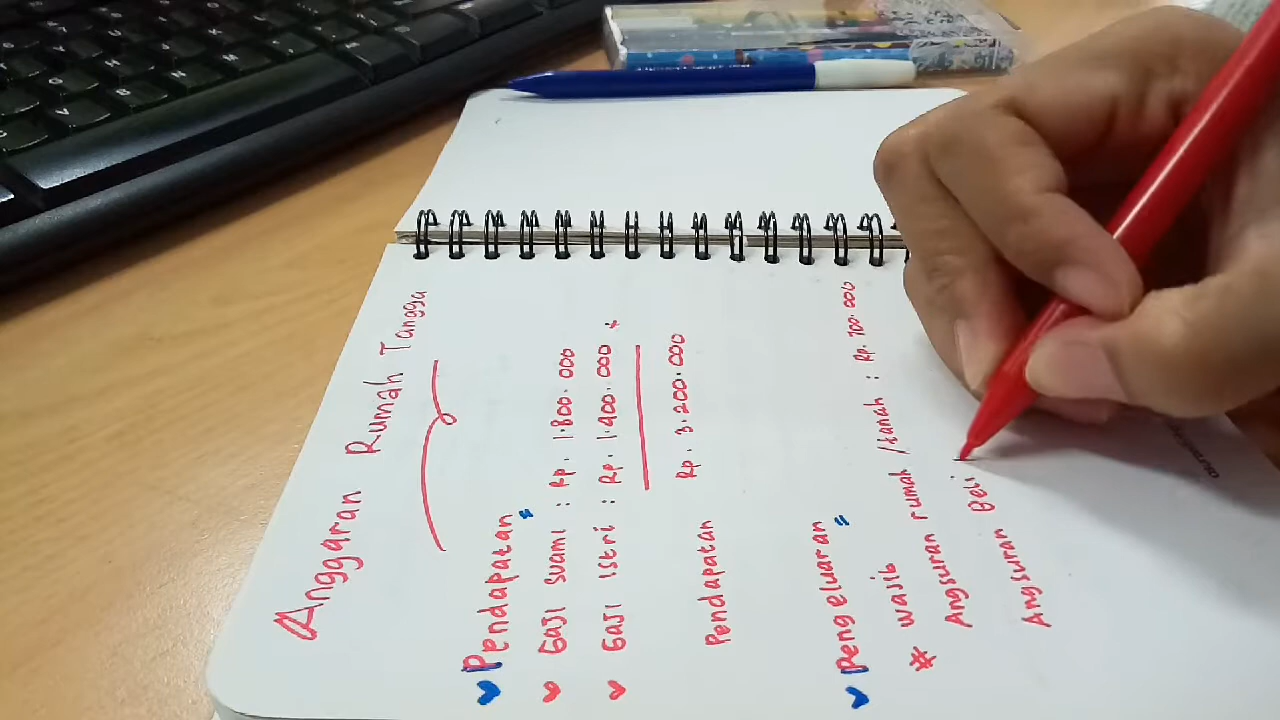 Anggaran Rumah Tangga
Pendapatan
Gaji Suami : Rp. 1.800.000
Gaji Istri : Rp. 1.400.000 +
Pendapatan Rp. 3.200.000
Pengeluaran
# wajib
Angsuran rumah /tanah : Rp. 700.000
Angsuran Beli